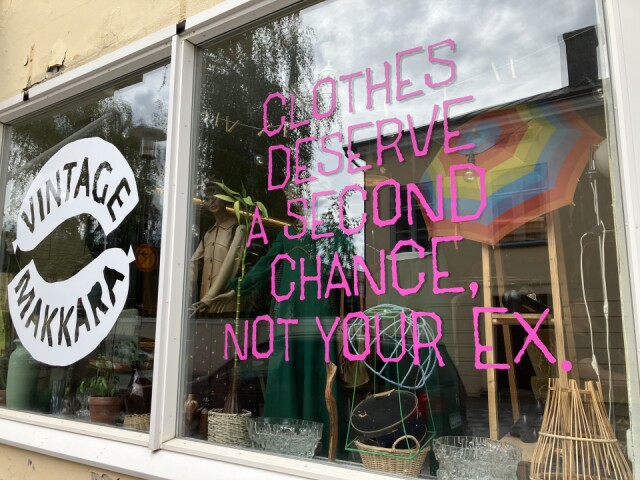 VINTAGE
MAKKARA
CLOTHES
DESERVE
A SECOND
CHANCE,
NOT YOUR EX.